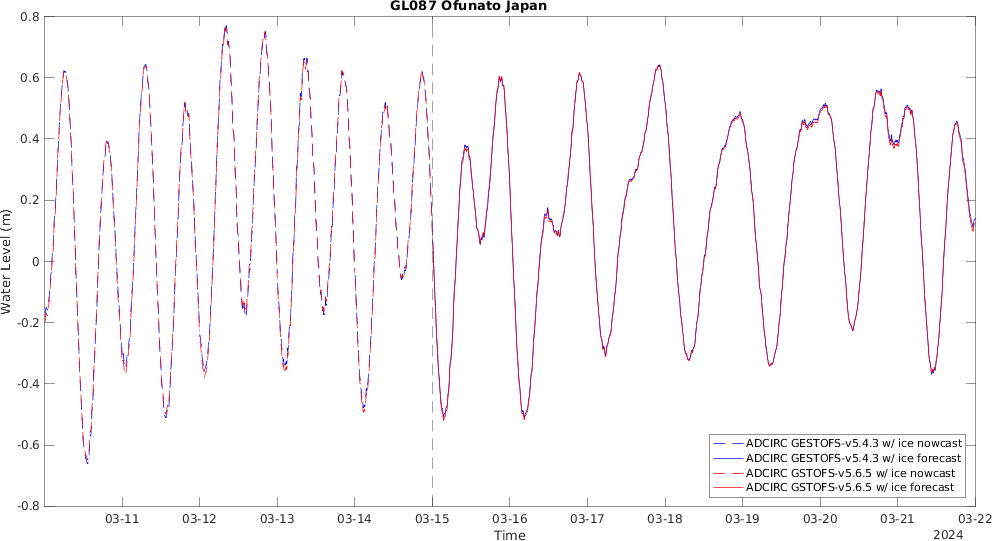 GL087 Ofunato Japan
Water Level (m)
0.8
0.6
0.4
0.2
0
-0.2
-0.4
-0.6
-0.8
ADCIRC GESTOFS-v5.4.3 w/ ice nowcast
ADCIRC GESTOFS-v5.4.3 w/ ice forecast
ADCIRC GSTOFS-v5.6.5 w/ ice nowcast
ADCIRC GSTOFS-v5.6.5 w/ ice forecast
03-11 03-12 03-13 03-14 03-15 03-16 03-17 03-18 03-19 03-20 03-21 03-22
Time
2024